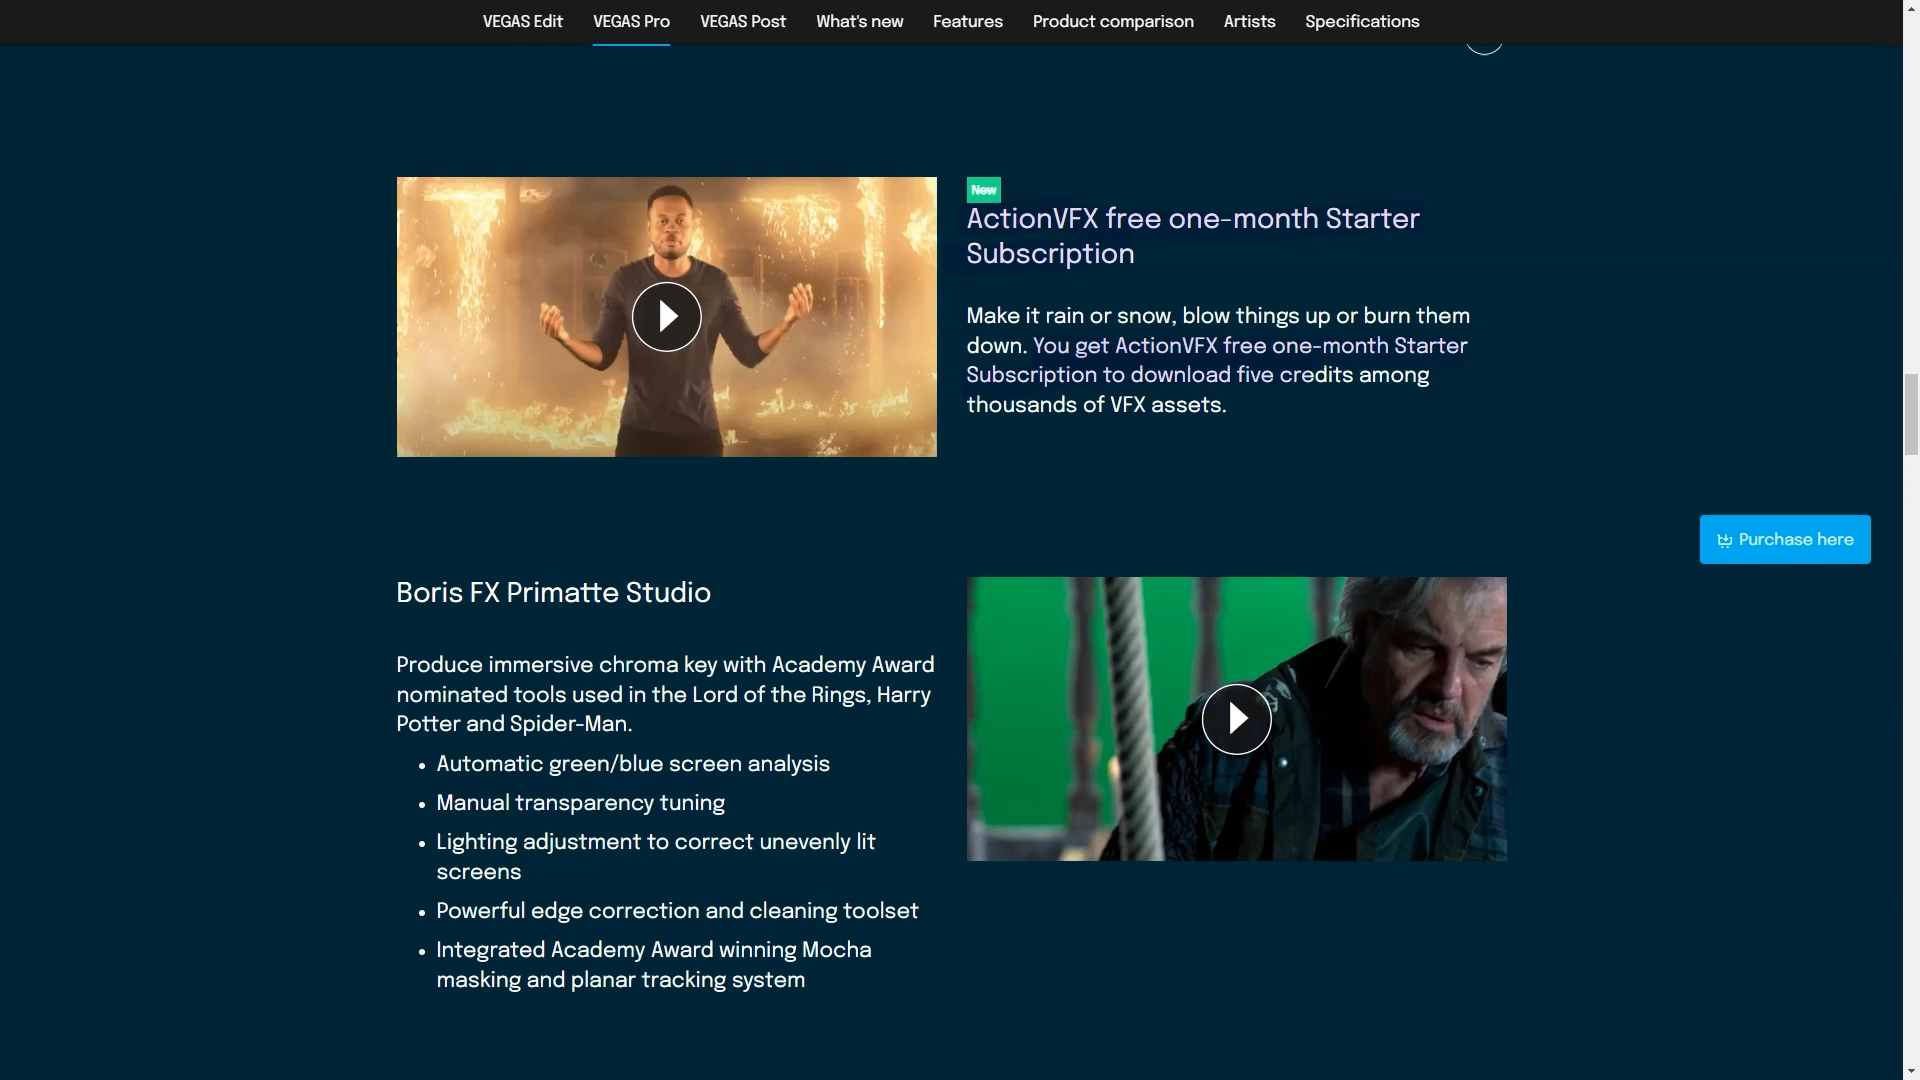 VEGAS Edit VEGAS Pro VEGAS Post What's new Features Product comparison Artists Specifications
New
ActionVFX free one-month Starter
Subscription
Make it rain or snow, blow things up or burn them
down. You get ActionVFX free one-month Starter
Subscription to download five credits among
thousands of VFX assets.
Purchase here
Boris FX Primatte Studio
Produce immersive chroma key with Academy Award
nominated tools used in the Lord of the Rings, Harry
Potter and Spider-Man.
• Automatic green/blue screen analysis
• Manual transparency tuning
• Lighting adjustment to correct unevenly lit
screens
• Powerful edge correction and cleaning toolset
• Integrated Academy Award winning Mocha
masking and planar tracking system